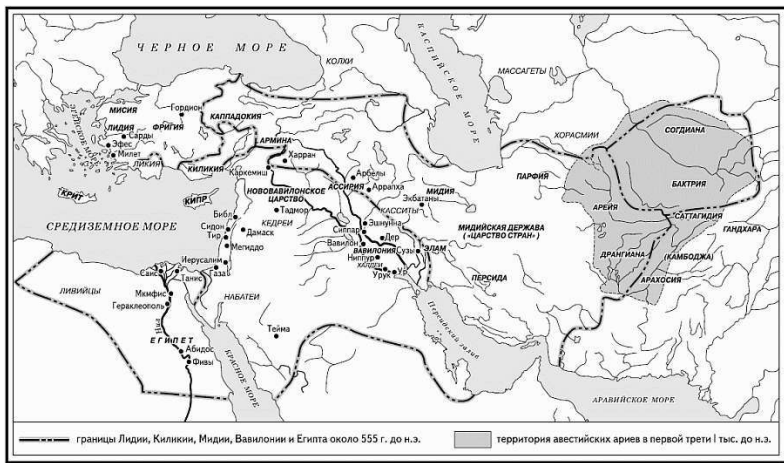 ЧЕРНОЕ МОРЕ
КАСПИЙСКИЙ МОРЕ
КОЛХИ
МАССАГЕТЫ
ЭГЕЙСКОЕ МОРЕ
МИСИЯ
Гордион
ЛИДИЯ
Сарды
ФРИГИЯ
КАППАДОКИЯ
Эфес
Милет
ЛИКИЯ
КИЛИКИЯ
АРМИНА
Харран
Каркемиш
ХОРАСМИИ
СОГДИАНА
КРИТ
КИПР
НОВОВАВИЛОНСКОЕ
ЦАРСТВО
АССИРИЯ
Арбелы
Аррапха
МИДИЯ
Экбатаны
ПАРФИЯ
БАКТРИЯ
АРЕЙЯ
САТТАГИДИЯ
СРЕДИЗЕМНОЕ МОРЕ
Библ
Тадмор
КАССИТЫ
Сидон
Дамаск
КЕДРЕИ
Эшнунна
Тир
Сиппар
Дер
Мегиддо
Вавилон
ВАВИЛОНИЯ
Сузы
ЭЛАМ
Ниппур
МИДИЙСКАЯ ДЕРЖАВА
(«ЦАРСТВО СТРАН»)
ГАНДХАРА
(КАМБОДЖА)
ДРАНГИАНА
АРАХОСИЯ
Иерусалим
Газа
Саис
Танис
Урук
Ур
ПЕРСИДА
ЛИВИЙЦЫ
НАБАТЕИ
Мкифис
Гераклеополь
Нил
Тейма
Персидский залив
ЕГИПЕТ
Абидос
Фивы
КРАСНОЕ МОРЕ
АРАВИЙСКОЕ МОРЕ
границы Лидии, Киликии, Мидии, Вавилонии и Египта около 555 г. до н.э.
территория авестийских ариев в первой трети I тыс. до н.э.